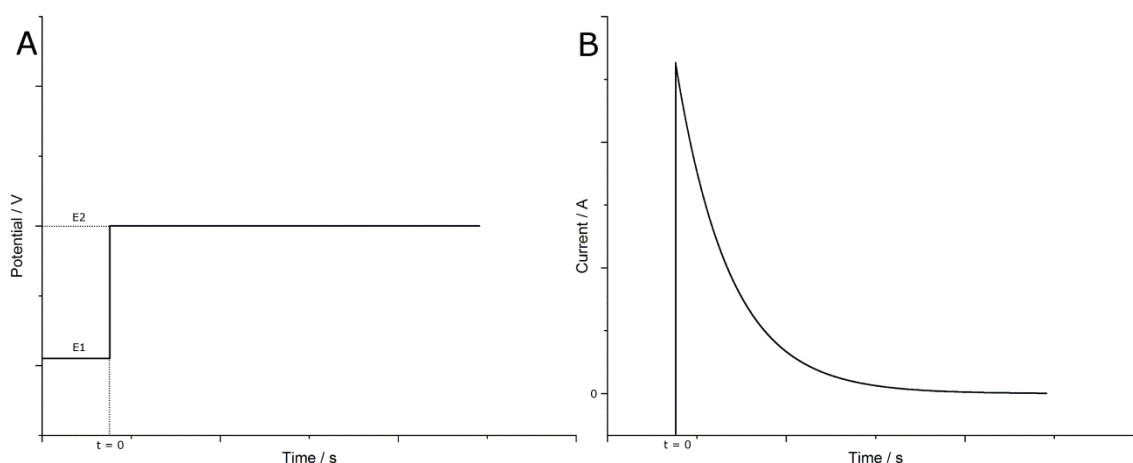 A
Potential / V
E2
E1
t = 0
Time / s
B
Current / A
0
t = 0
Time / s